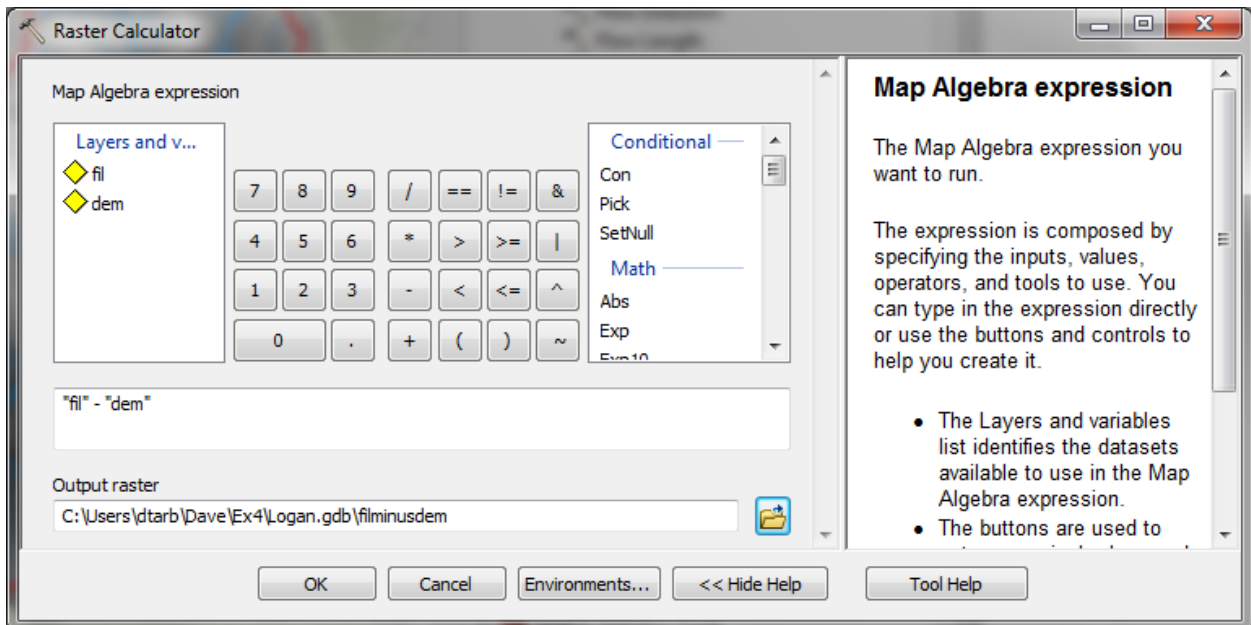 Raster Calculator
Map Algebra expression
Layers and v...
fil
dem
7 8 9 / == != &
4 5 6 * > >= |
1 2 3 - < <= ^
0 . + ( ) ~
Conditional
Con
Pick
SetNull
Math
Abs
Exp
Exp10
"fil" - "dem"
Output raster
C:\Users\dtarb\Dave\Ex4\Logan.gdb\filminusdem
OK Cancel Environments... << Hide Help Tool Help
Map Algebra expression
The Map Algebra expression you
want to run.
The expression is composed by
specifying the inputs, values,
operators, and tools to use. You
can type in the expression directly
or use the buttons and controls to
help you create it.
• The Layers and variables
list identifies the datasets
available to use in the Map
Algebra expression.
• The buttons are used to